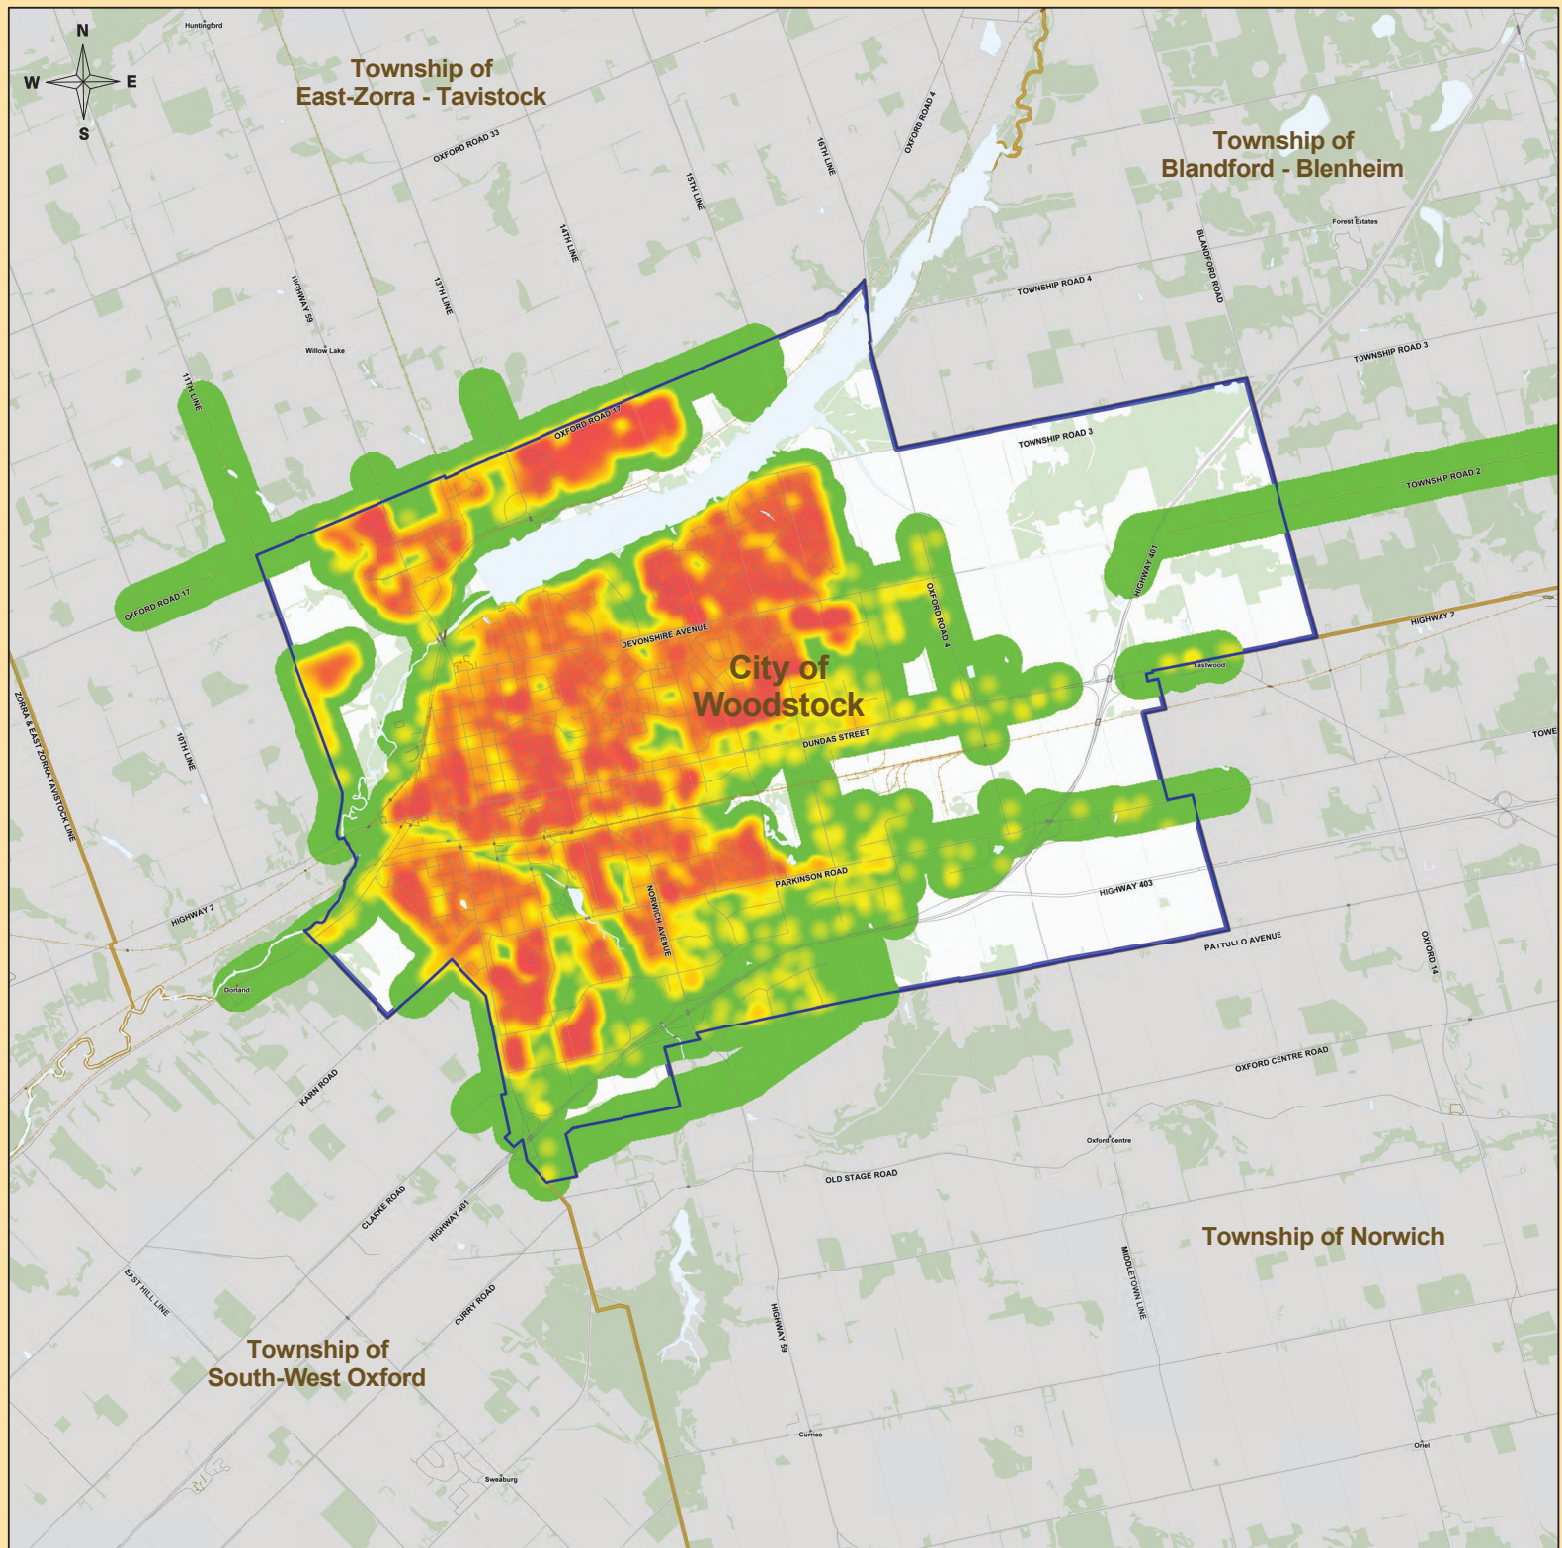 Huntingford
N
W
E
S
Township of
East-Zorra - Tavistock
OXFORD ROAD 33
15TH LINE
16TH LINE
OXFORD ROAD 4
Township of
Blandford - Blenheim
Forest Estates
BLANDFORD ROAD
14TH LINE
13TH LINE
HIGHWAY 59
TOWNSHIP ROAD 4
Willow Lake
TOWNSHIP ROAD 3
11TH LINE
OXFORD ROAD 17
TOWNSHIP ROAD 3
TOWNSHIP ROAD 2
HIGHWAY 401
OXFORD ROAD 17
OXFORD ROAD 4
HIGHWAY 2
DEVONSHIRE AVENUE
City of
Woodstock
Eastwood
ZORRA & EAST ZORRA-TAVISTOCK LINE
10TH LINE
DUNDAS STREET
TOWE
PARKINSON ROAD
HIGHWAY 403
HIGHWAY 2
NORWICH AVENUE
PATTULLO AVENUE
OXFORD 14
Dorland
KARN ROAD
OXFORD CENTRE ROAD
Oxford Centre
OLD STAGE ROAD
CLARKE ROAD
HIGHWAY 401
Township of Norwich
MIDDLETOWN LINE
EAST HILL LINE
CURRY ROAD
HIGHWAY 59
Township of
South-West Oxford
Curries
Oriel
Sweaburg